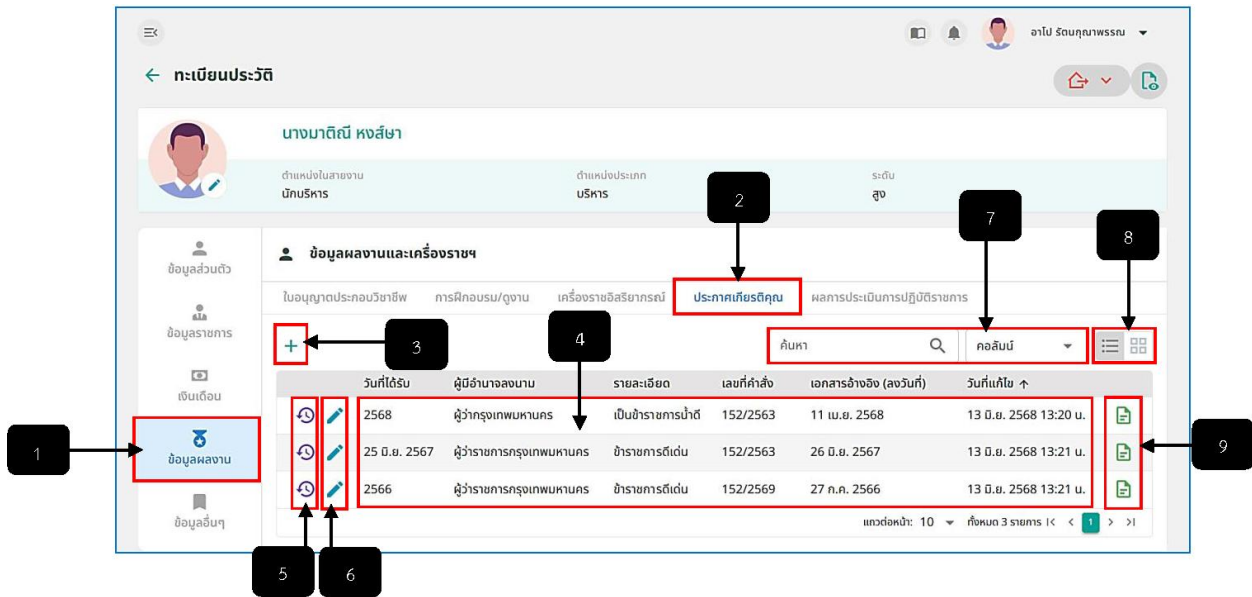 อาโป รัตนกุณาพรรณ
ทะเบียนประวัติ
นางมาติณี หงส์ษา
ตำแหน่งในสายงาน ตำแหน่งประเภท ระดับ
นักบริหาร บริหาร สูง
2
7
8
ข้อมูลส่วนตัว
ข้อมูลผลงานและเครื่องราชฯ
ใบอนุญาตประกอบวิชาชีพ การฝึกอบรม/ดูงาน เครื่องราชอิสริยาภรณ์ ประกาศเกียรติคุณ ผลการประเมินการปฏิบัติราชการ
ข้อมูลราชการ
3
4
ค้นหา คอลัมน์
วันที่ได้รับ ผู้มีอำนาจลงนาม รายละเอียด เลขที่คำสั่ง เอกสารอ้างอิง (ลงวันที่) วันที่แก้ไข
เงินเดือน
2568 ผู้ว่ากรุงเทพมหานคร เป็นข้าราชการน้ำดี 152/2563 11 เม.ย. 2568 13 มิ.ย. 2568 13:20 น.
1
ข้อมูลผลงาน
25 มิ.ย. 2567 ผู้ว่าราชการกรุงเทพมหานคร ข้าราชการดีเด่น 152/2563 26 มิ.ย. 2567 13 มิ.ย. 2568 13:21 น.
9
2566 ผู้ว่าราชการกรุงเทพมหานคร ข้าราชการดีเด่น 152/2569 27 ก.ค. 2566 13 มิ.ย. 2568 13:21 น.
ข้อมูลอื่นๆ
แถวต่อหน้า: 10 ทั้งหมด 3 รายการ |< < 1 > >|
5
6